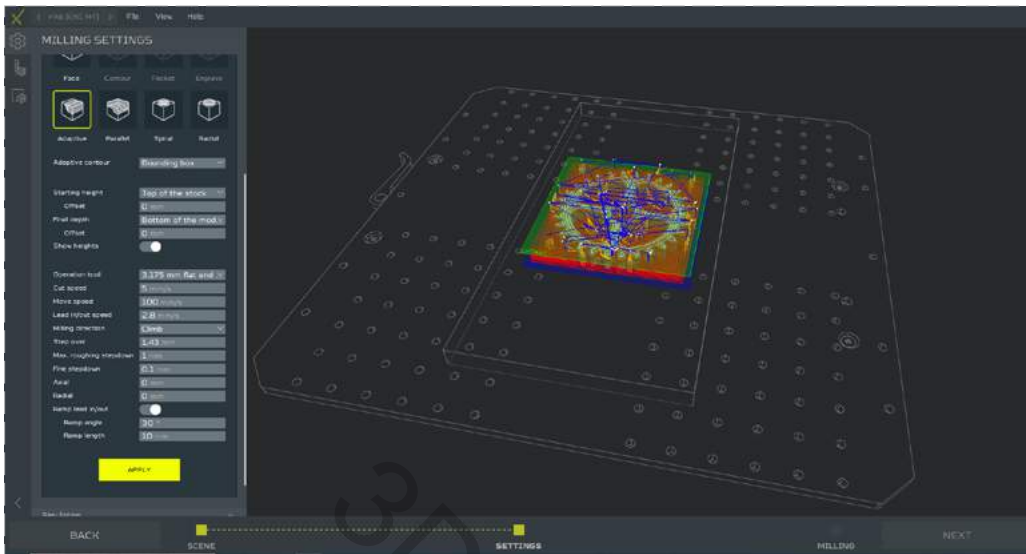 File View Help
MILLING SETTINGS
Face Contour Pocket Engrave
Adaptive Parallel Spiral Radial
Adaptive contour Bounding box
Starting height Top of the stock
Offset 0 mm
Final depth Bottom of the mod
Offset 0 mm
Show heights
Operation tool 3.175 mm flat end
Cut speed 5 mm/s
Move speed 100 mm/s
Lead in/out speed 2.8 mm/s
Milling direction Climb
Step over 1.43 mm
Max. roughing stepdown 1 mm
Fine stepdown 0.1 mm
Axial 0 mm
Radial 0 mm
Ramp lead in/out
Ramp angle 30 °
Ramp length 10 mm
APPLY
BACK SCENE SETTINGS MILLING NEXT
3D